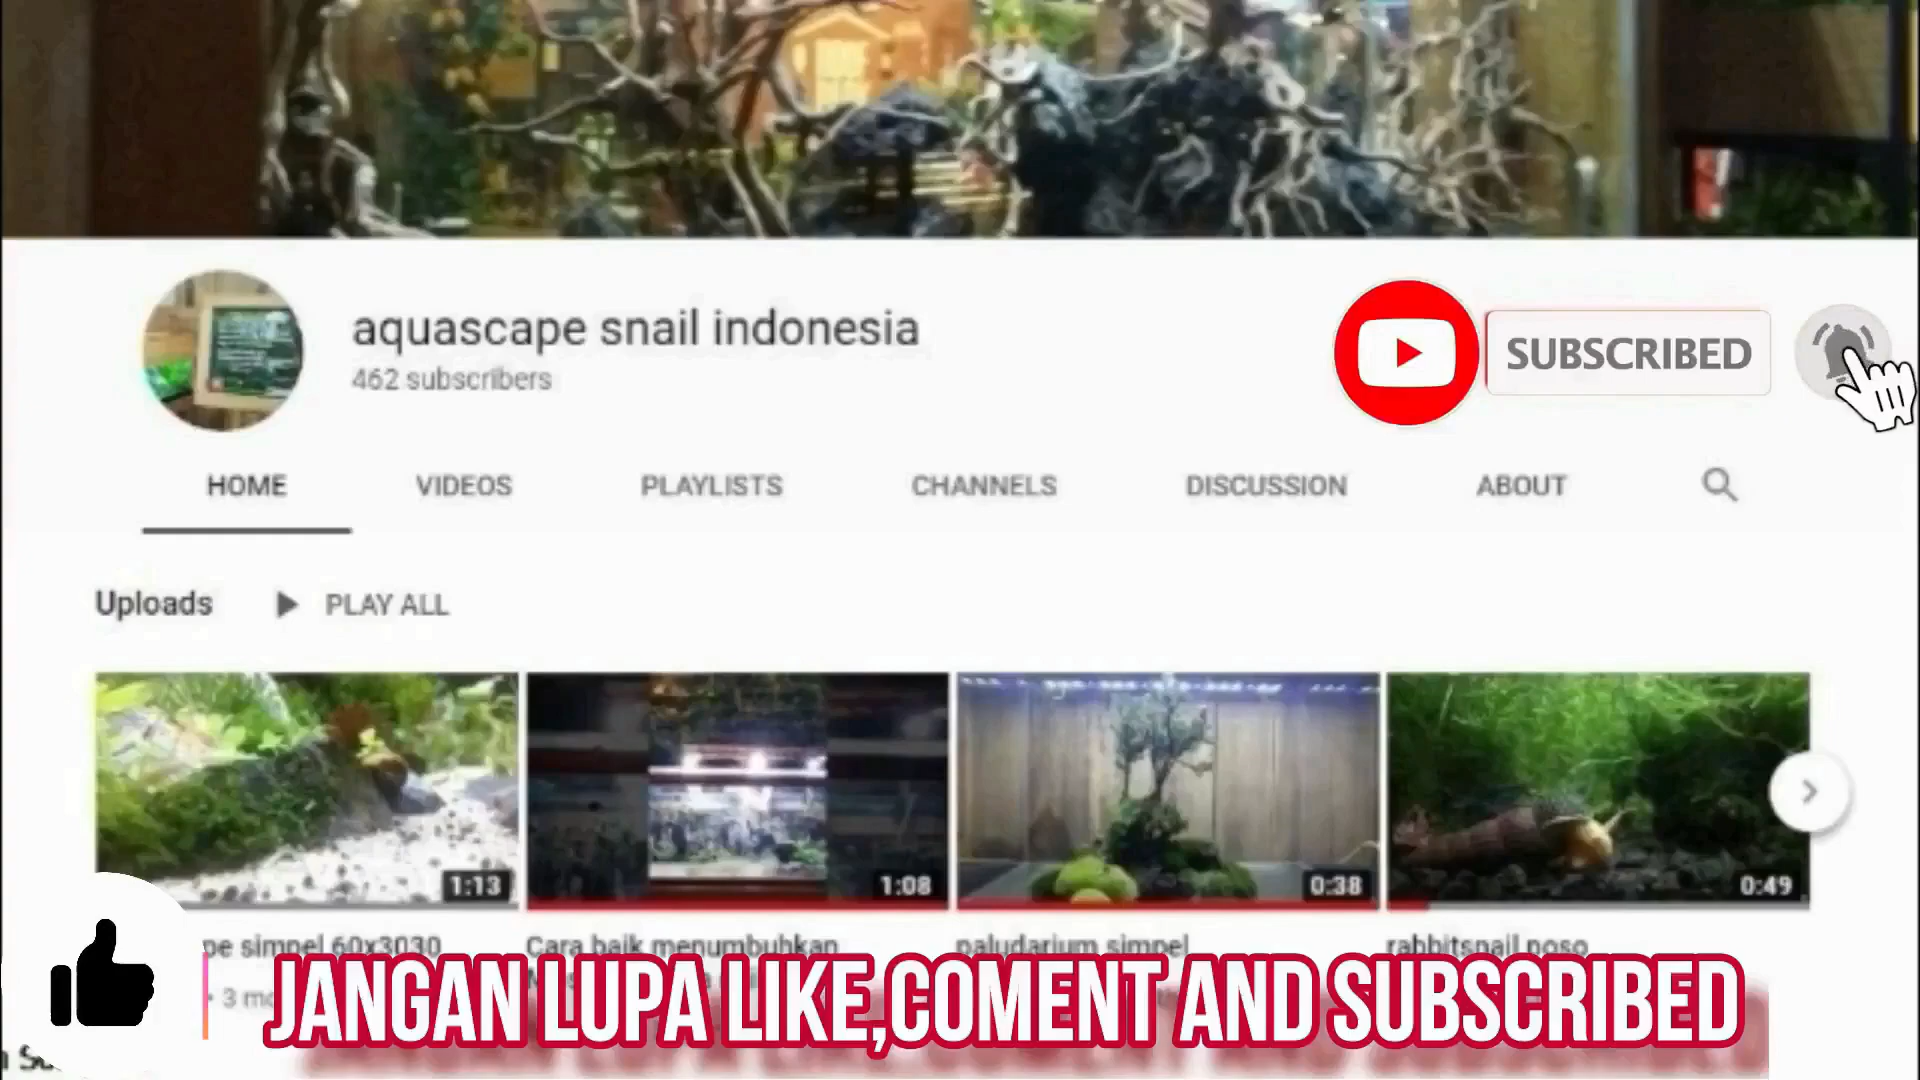 aquascape snail indonesia
462 subscribers
SUBSCRIBED
HOME VIDEOS PLAYLISTS CHANNELS DISCUSSION ABOUT
Uploads PLAY ALL
1:13 1:08 0:38 0:49
pe simpel 60x3030 Cara baik menumbuhkan paludarium simpel rabbitsnail poso
• 3 mo
JANGAN LUPA LIKE,COMENT AND SUBSCRIBED